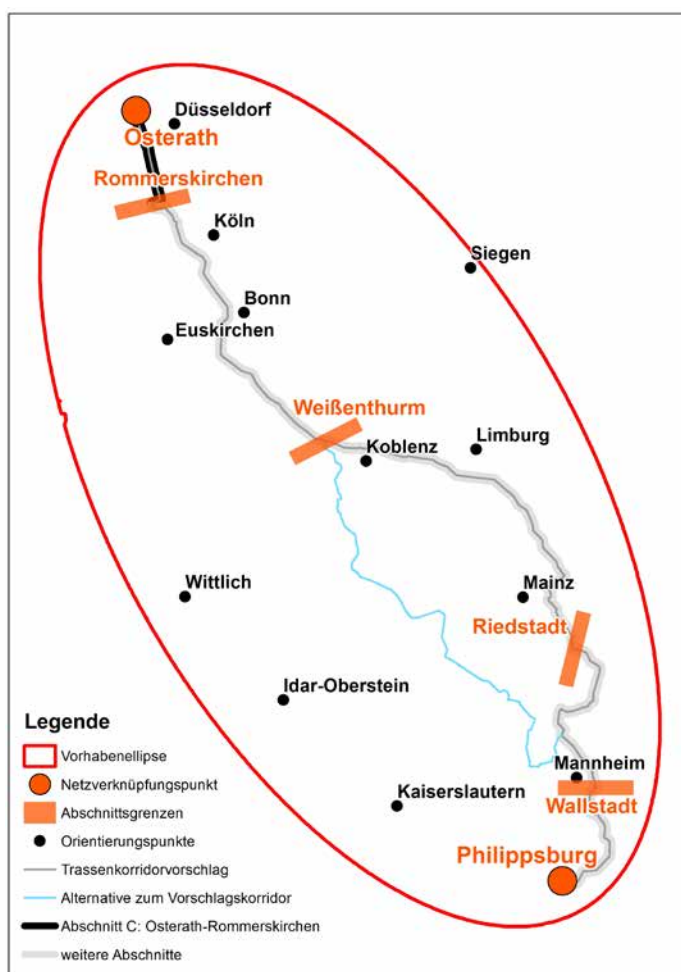 Düsseldorf
Osterath
Rommerskirchen
Köln
Siegen
Bonn
Euskirchen
Weißenthurm
Limburg
Koblenz
Wittlich
Mainz
Riedstadt
Idar-Oberstein
Mannheim
Kaiserslautern
Wallstadt
Philippsburg
Legende
Vorhabenellipse
Netzverknüpfungspunkt
Abschnittsgrenzen
Orientierungspunkte
Trassenkorridorvorschlag
Alternative zum Vorschlagskorridor
Abschnitt C: Osterath-Rommerskirchen
weitere Abschnitte